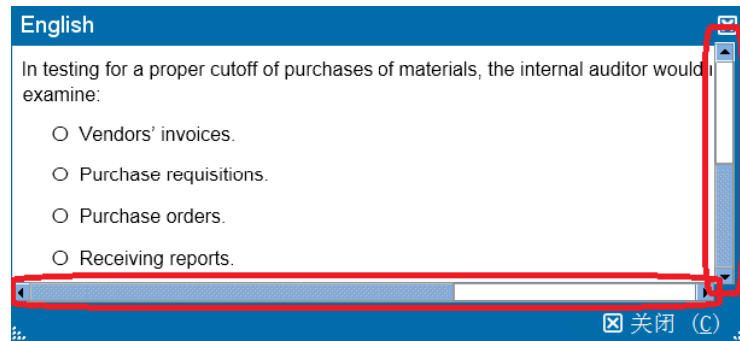 English
In testing for a proper cutoff of purchases of materials, the internal auditor would
examine:
Vendors' invoices.
Purchase requisitions.
Purchase orders.
Receiving reports.
关闭 (C)